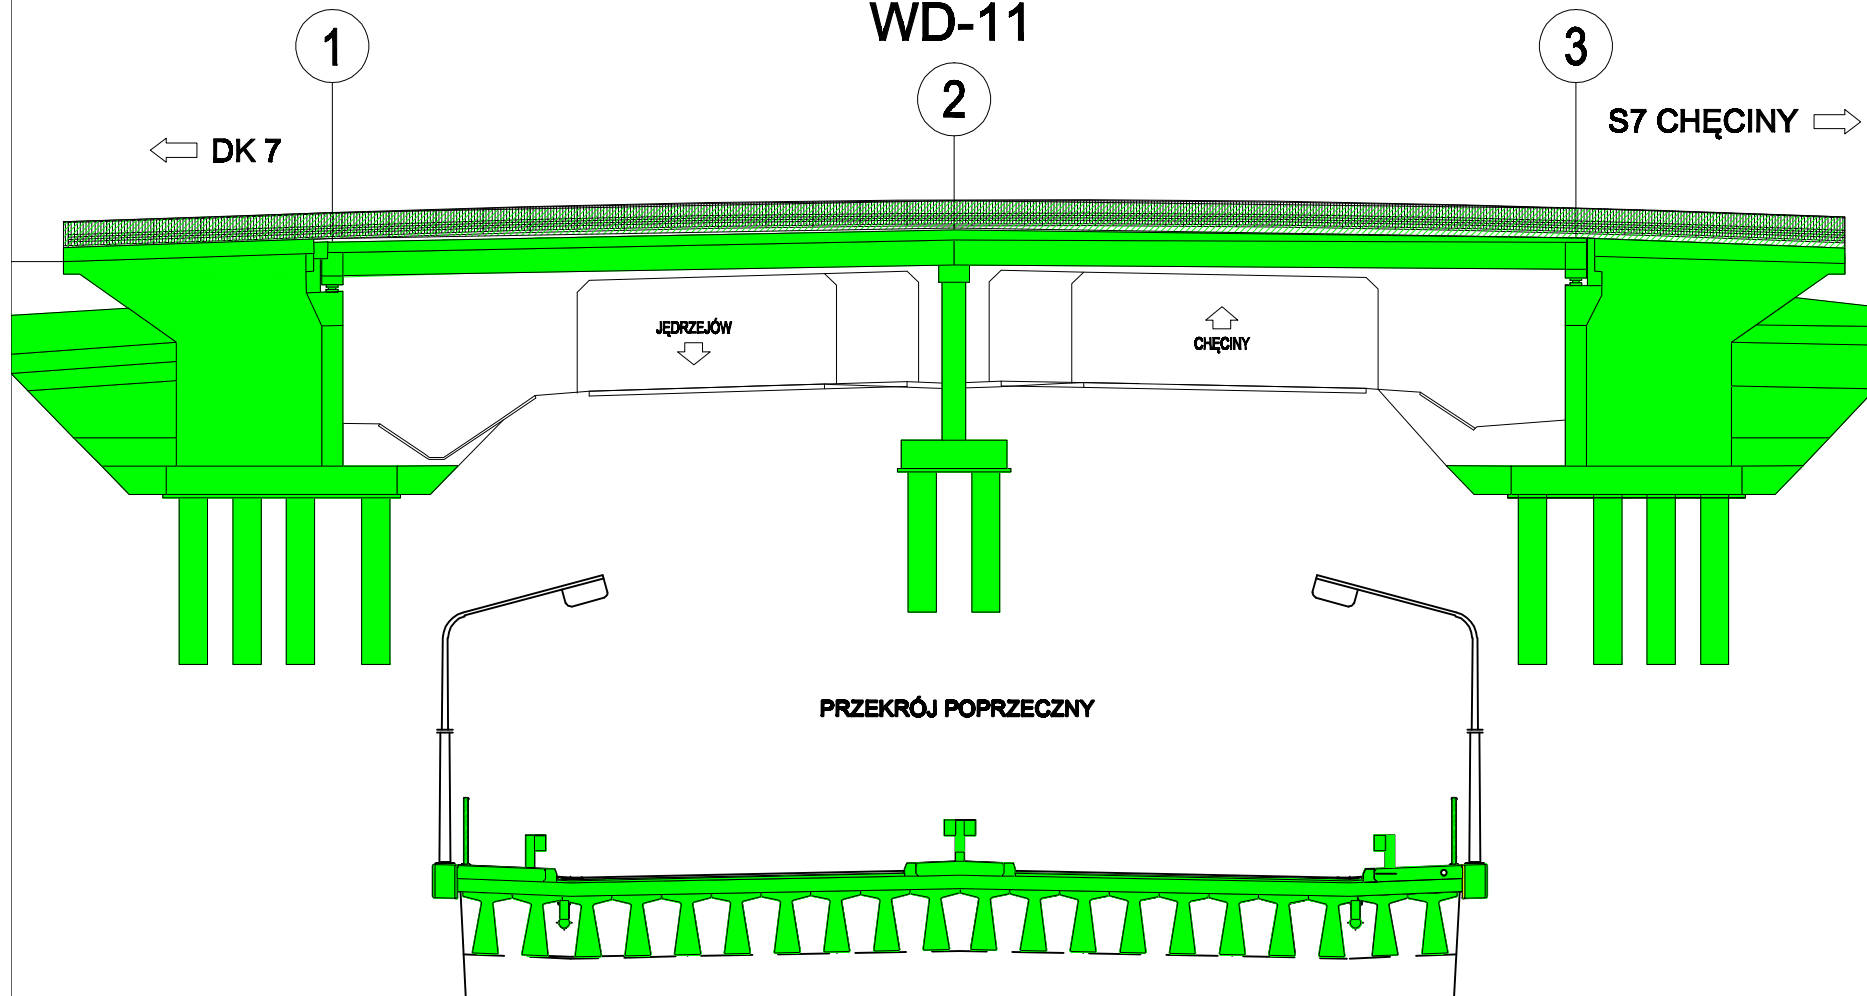 WD-11
1
2
3
DK 7
S7 CHĘCINY
JĘDRZEJÓW
CHĘCINY
PRZEKRÓJ POPRZECZNY